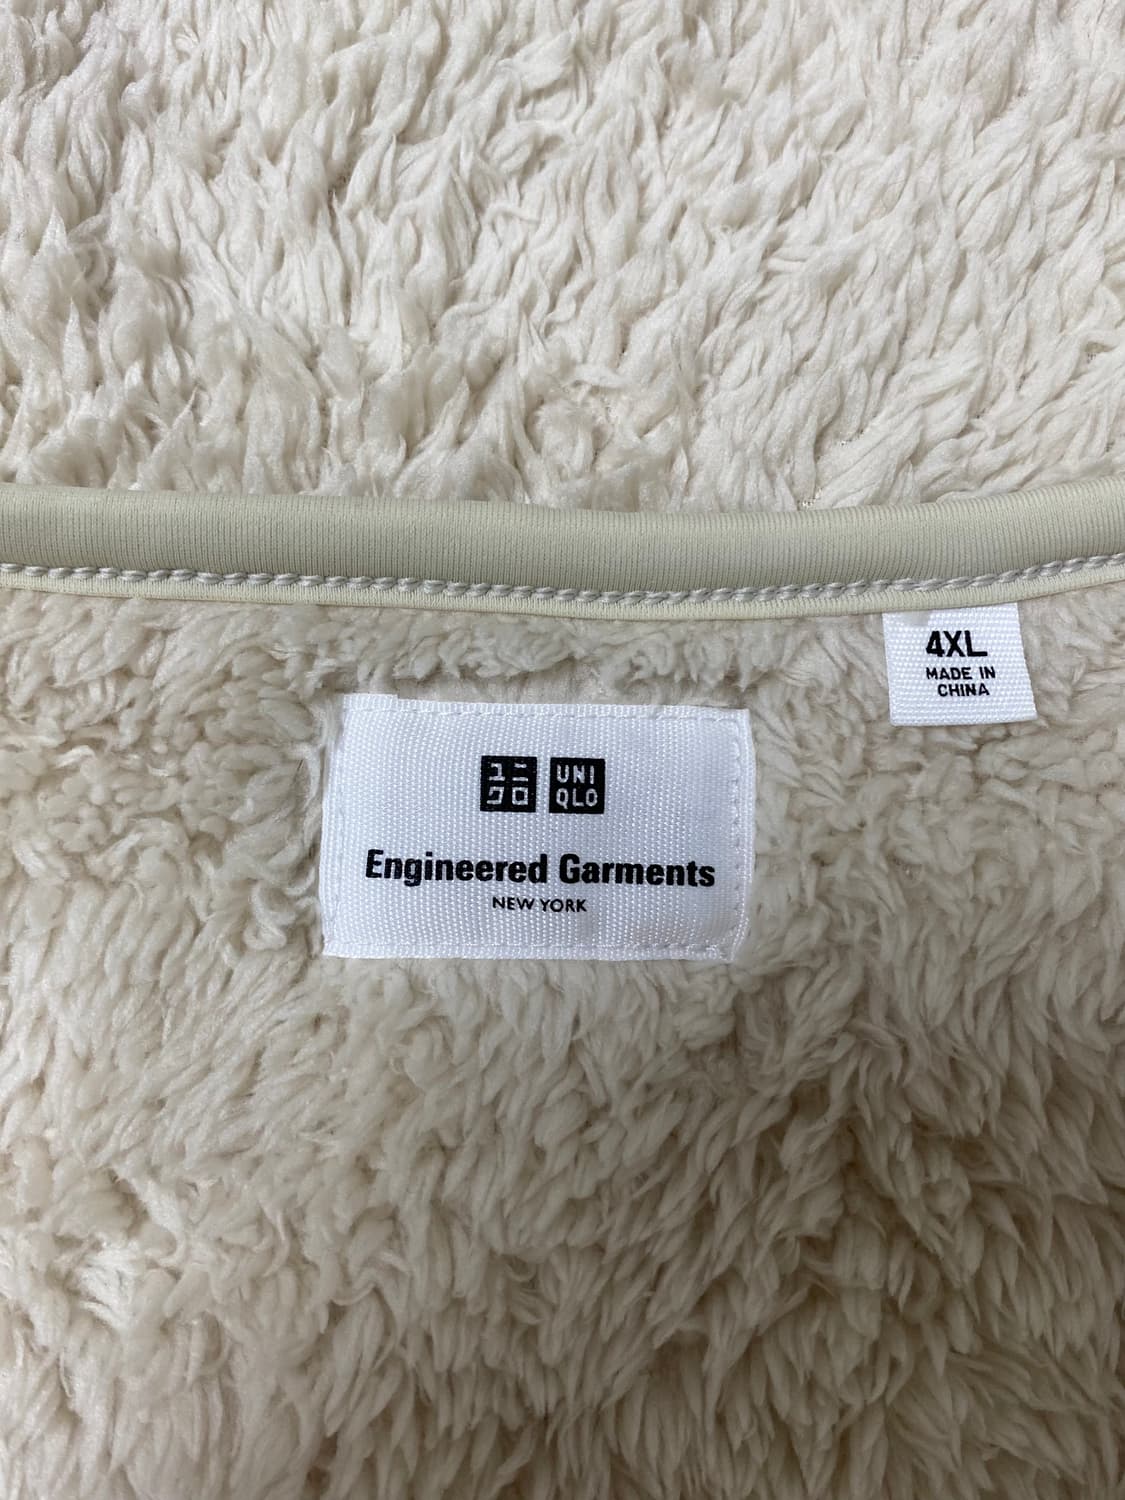 4XL
MADE IN
CHINA
ユニ
クロ
UNI
QLO
Engineered Garments
NEW YORK